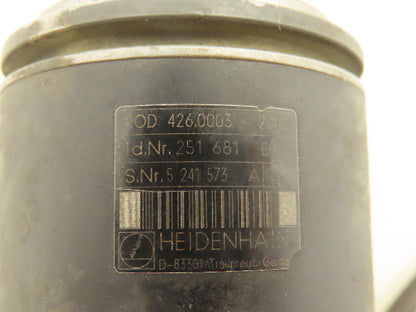 ROD 426.0003
Id.Nr. 251 681
S.Nr. 5 241 573 A
HEIDENHAIN
D-83301 Traunreut